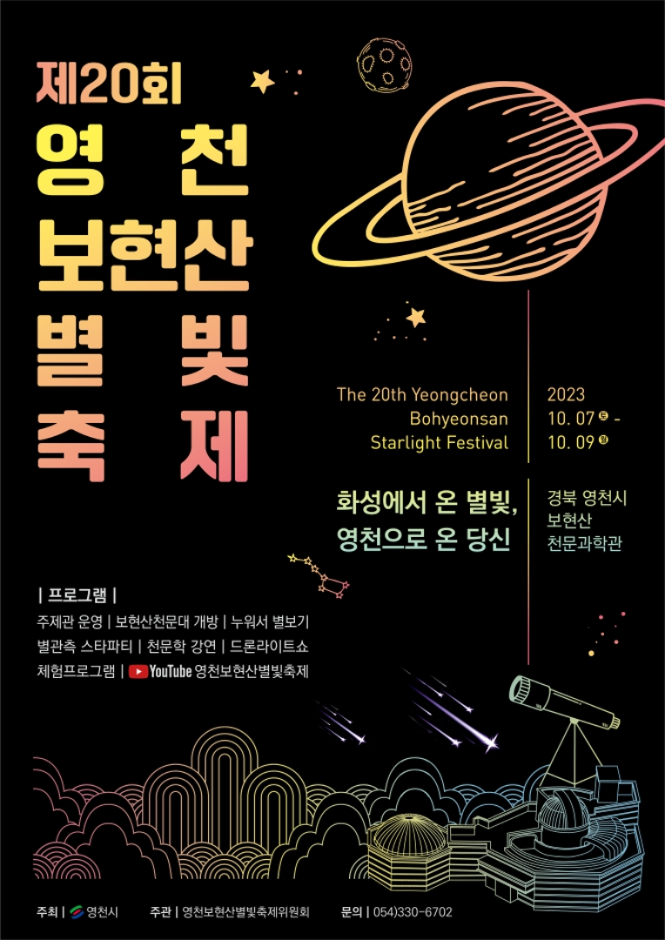 제20회
영천
보현산
별빛
축제
The 20th Yeongcheon
Bohyeonsan
Starlight Festival
2023
10. 07 토 -
10. 09 월
화성에서 온 별빛,
영천으로 온 당신
경북 영천시
보현산
천문과학관
| 프로그램 |
주제관 운영 | 보현산천문대 개방 | 누워서 별보기
별관측 스타파티 | 천문학 강연 | 드론라이트쇼
체험프로그램 | YouTube 영천보현산별빛축제
주최 | 영천시 주관 | 영천보현산별빛축제위원회 문의 | 054)330-6702